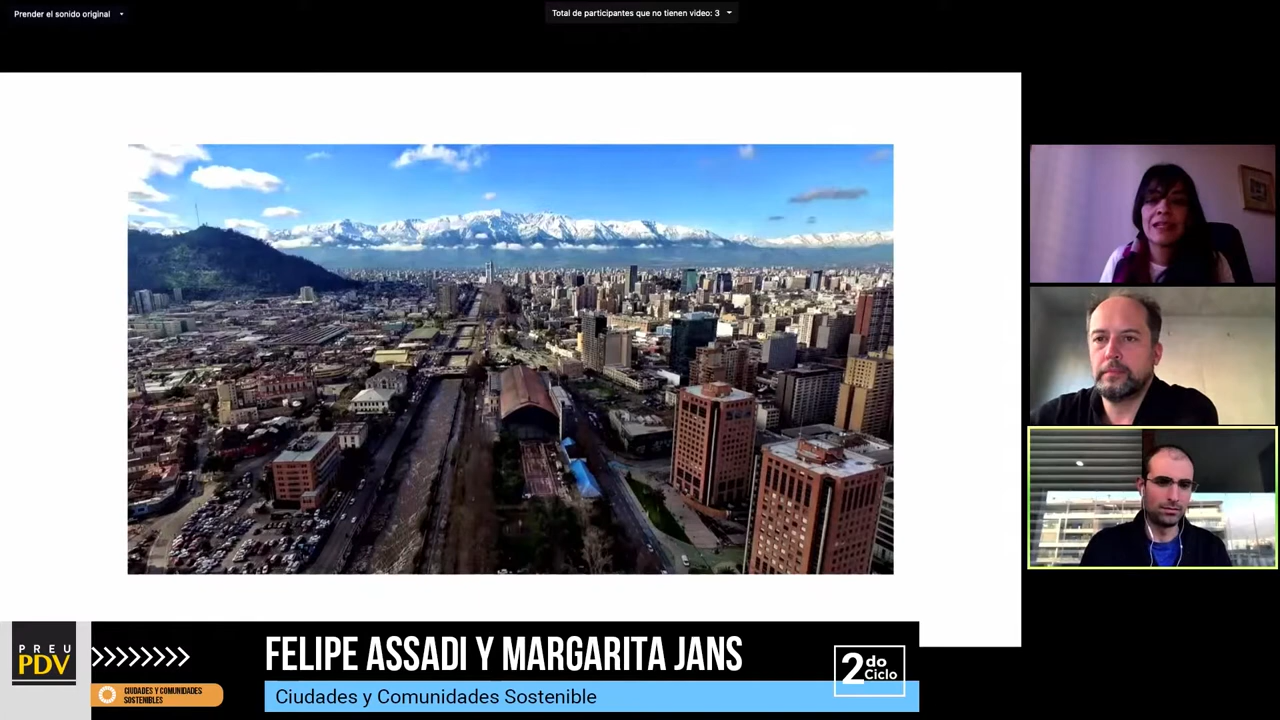 Prender el sonido original
Total de participantes que no tienen video: 3
PREU
PDV
CIUDADES Y COMUNIDADES
SOSTENIBLES
FELIPE ASSADI Y MARGARITA JANS
Ciudades y Comunidades Sostenible
2do
Ciclo